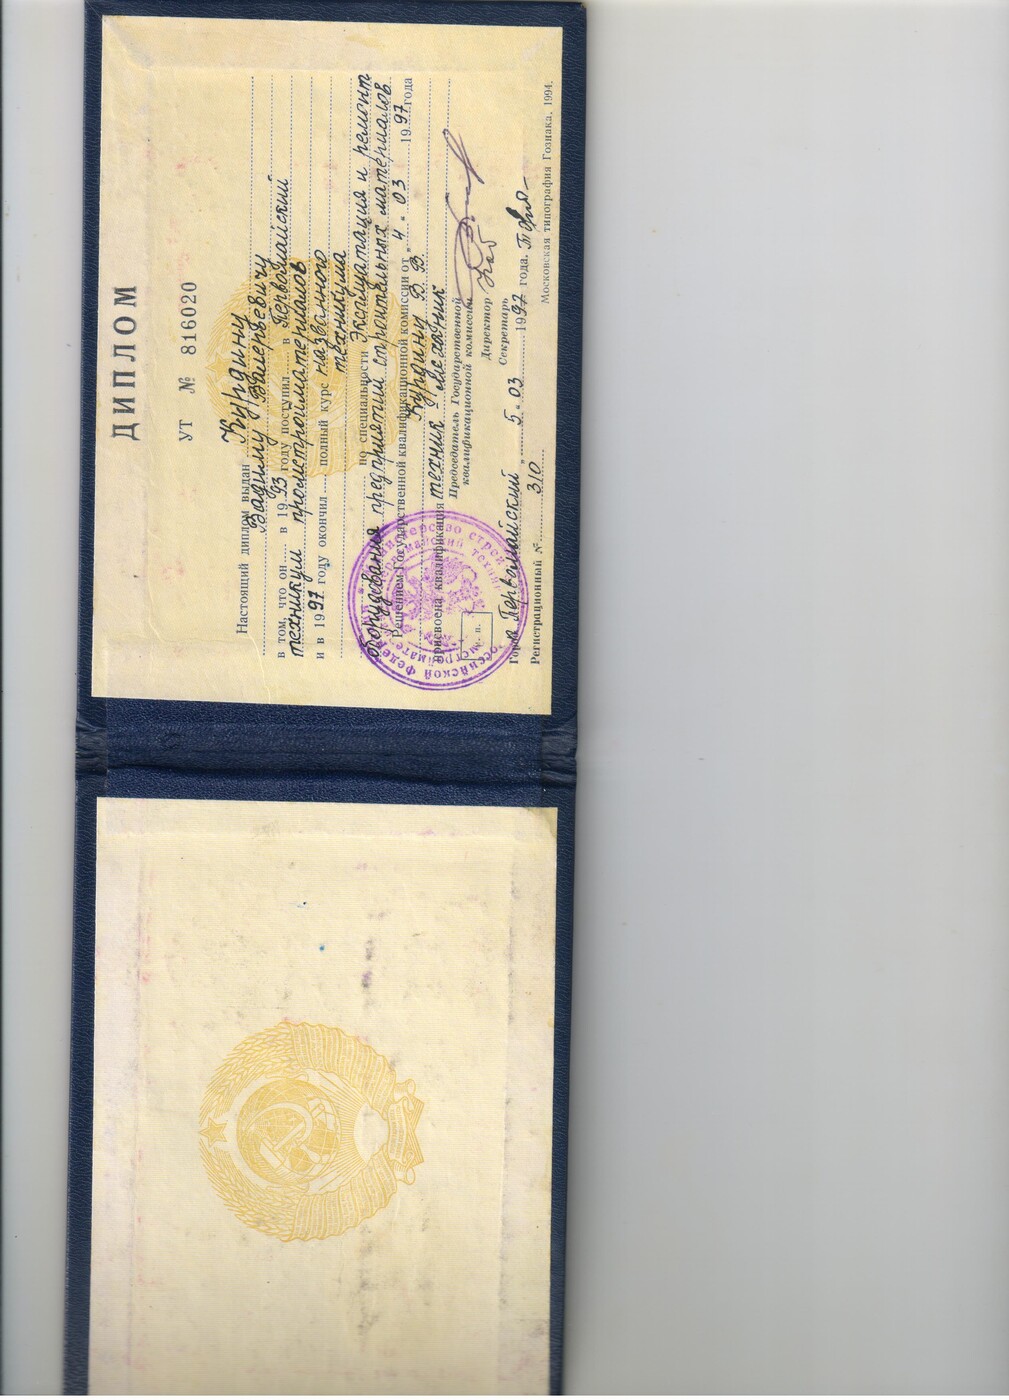 ДИПЛОМ
УТ № 816020
Настоящий диплом выдан Курдину
Вадиму Валерьевичу
в том, что он в 1993 году поступил в Первомайский
техникум промстройматериалов
и в 1997 году окончил полный курс названного
техникума
по специальности Эксплуатация и ремонт
оборудования предприятий строительных материалов
Решением Государственной квалификационной комиссии от „4 " 03 1997 года
Курдину В В
присвоена квалификация техник - механик
Председатель Государственной
квалификационной комиссии
Директор
Секретарь
Город Первомайский „ 5 " 03 1997 года.
Регистрационный № 310
Московская типография Гознака. 1994.